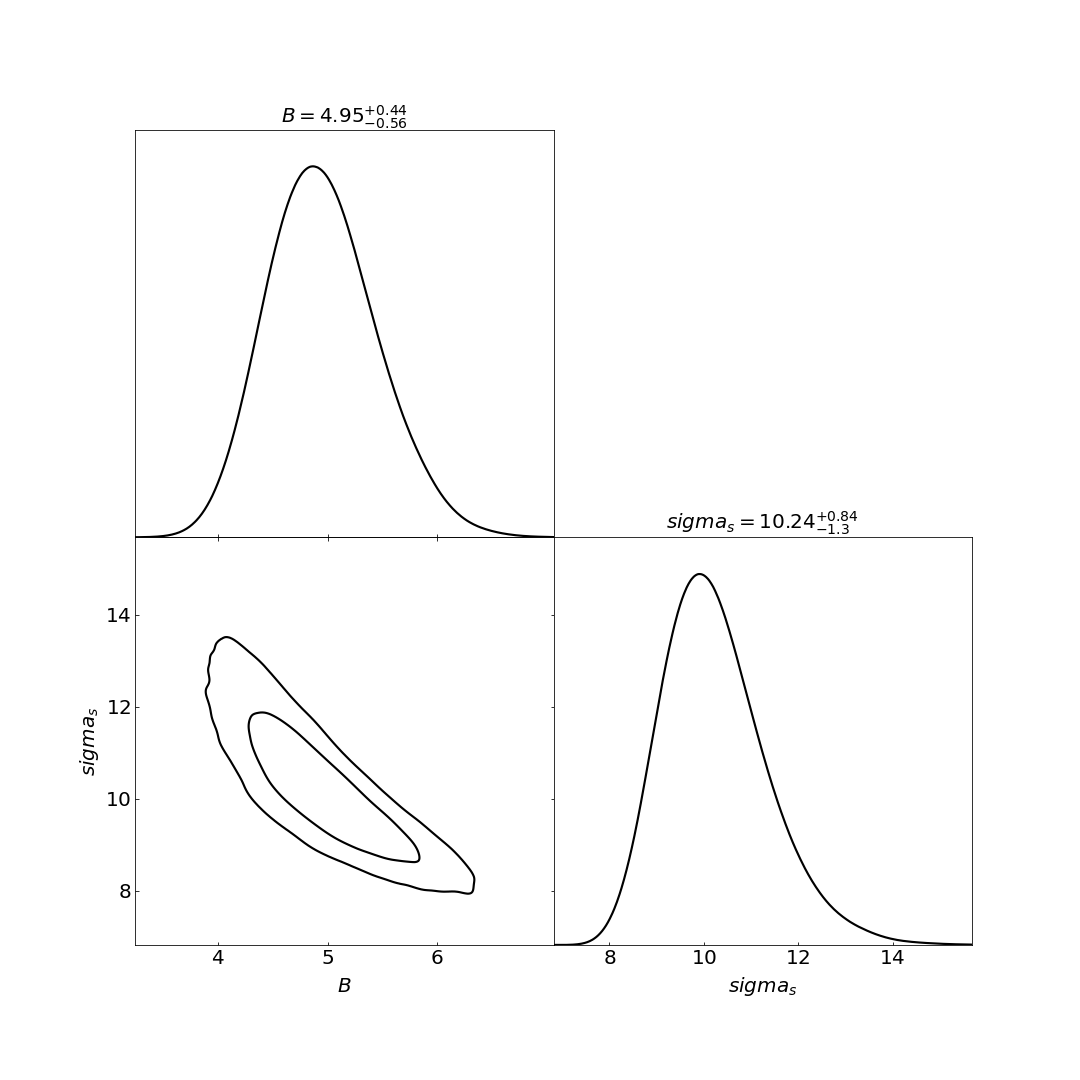 B = 4.95^{+0.44}_{-0.56}
sigma_s = 10.24^{+0.84}_{-1.3}
14
12
10
8
sigma_s
4 5 6
8 10 12 14
B
sigma_s